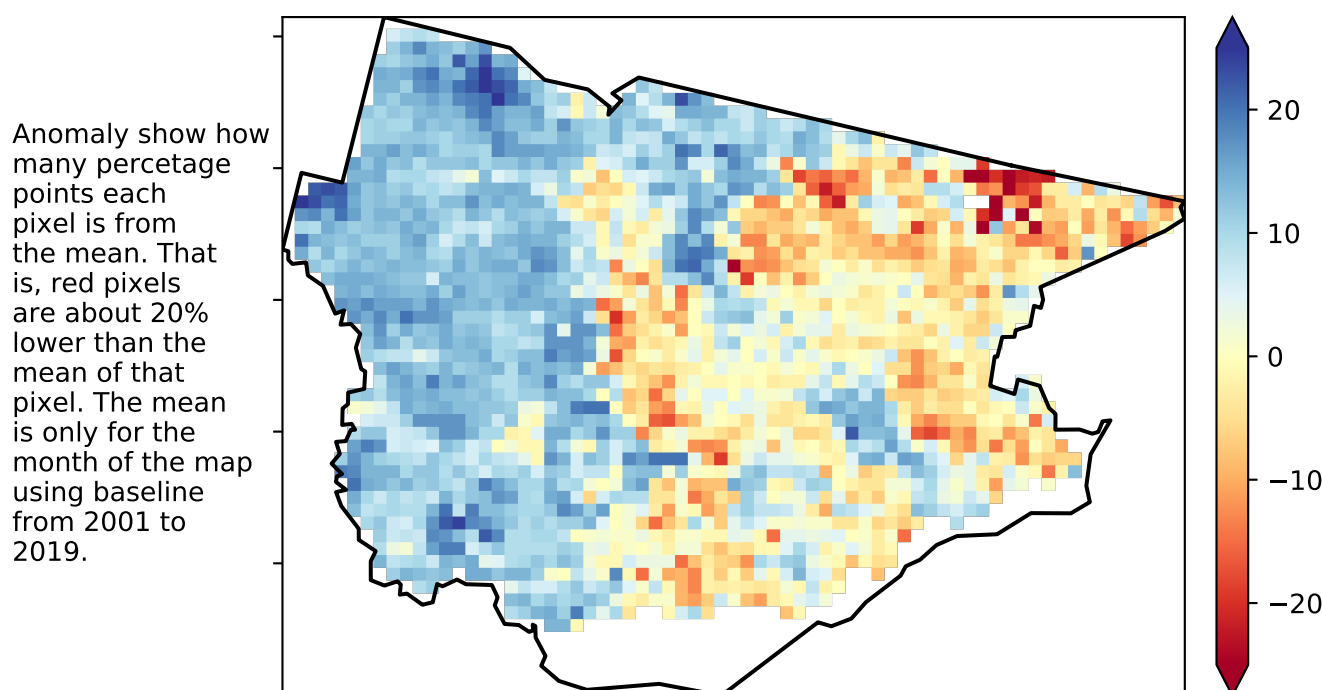 Anomaly show how
many percetage
points each
pixel is from
the mean. That
is, red pixels
are about 20%
lower than the
mean of that
pixel. The mean
is only for the
month of the map
using baseline
from 2001 to
2019.
20
10
0
−10
−20